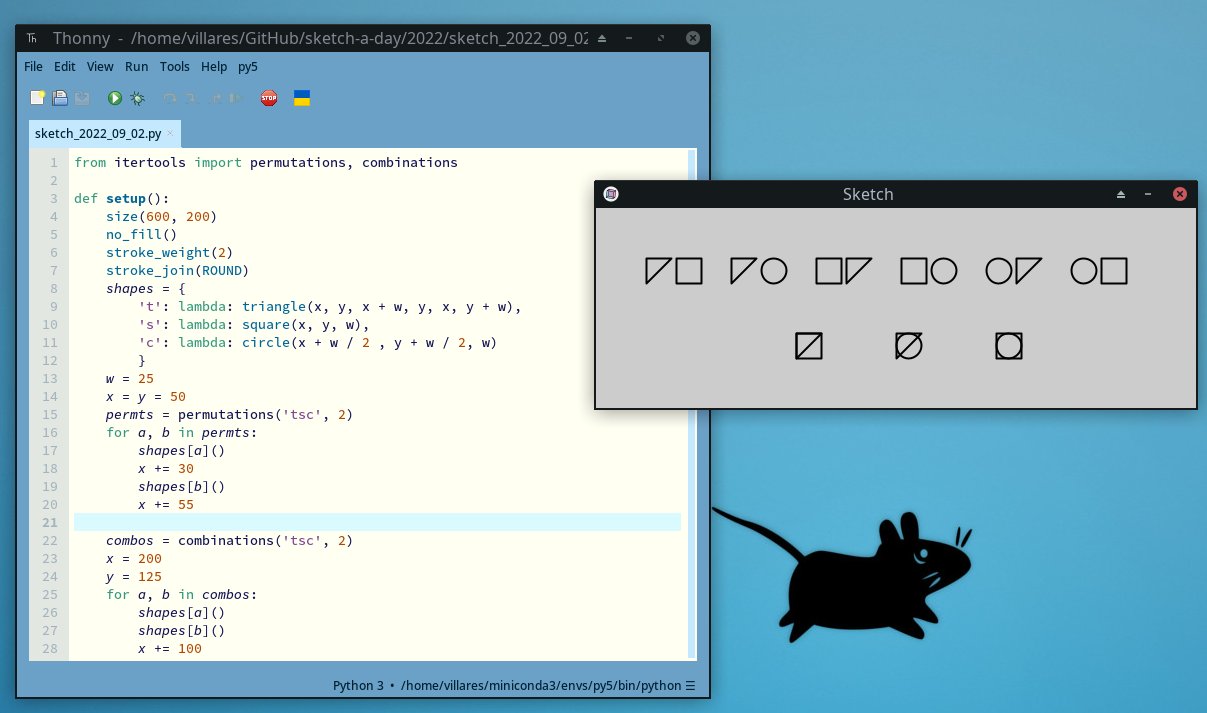 Th Thonny - /home/villares/GitHub/sketch-a-day/2022/sketch_2022_09_02
File Edit View Run Tools Help py5
STOP
sketch_2022_09_02.py ×
1 from itertools import permutations, combinations
2
3 def setup():
4     size(600, 200)
5     no_fill()
6     stroke_weight(2)
7     stroke_join(ROUND)
8     shapes = {
9         't': lambda: triangle(x, y, x + w, y, x, y + w),
10         's': lambda: square(x, y, w),
11         'c': lambda: circle(x + w / 2 , y + w / 2, w)
12         }
13     w = 25
14     x = y = 50
15     permts = permutations('tsc', 2)
16     for a, b in permts:
17         shapes[a]()
18         x += 30
19         shapes[b]()
20         x += 55
21
22     combos = combinations('tsc', 2)
23     x = 200
24     y = 125
25     for a, b in combos:
26         shapes[a]()
27         shapes[b]()
28         x += 100
Python 3 • /home/villares/miniconda3/envs/py5/bin/python ☰
Sketch